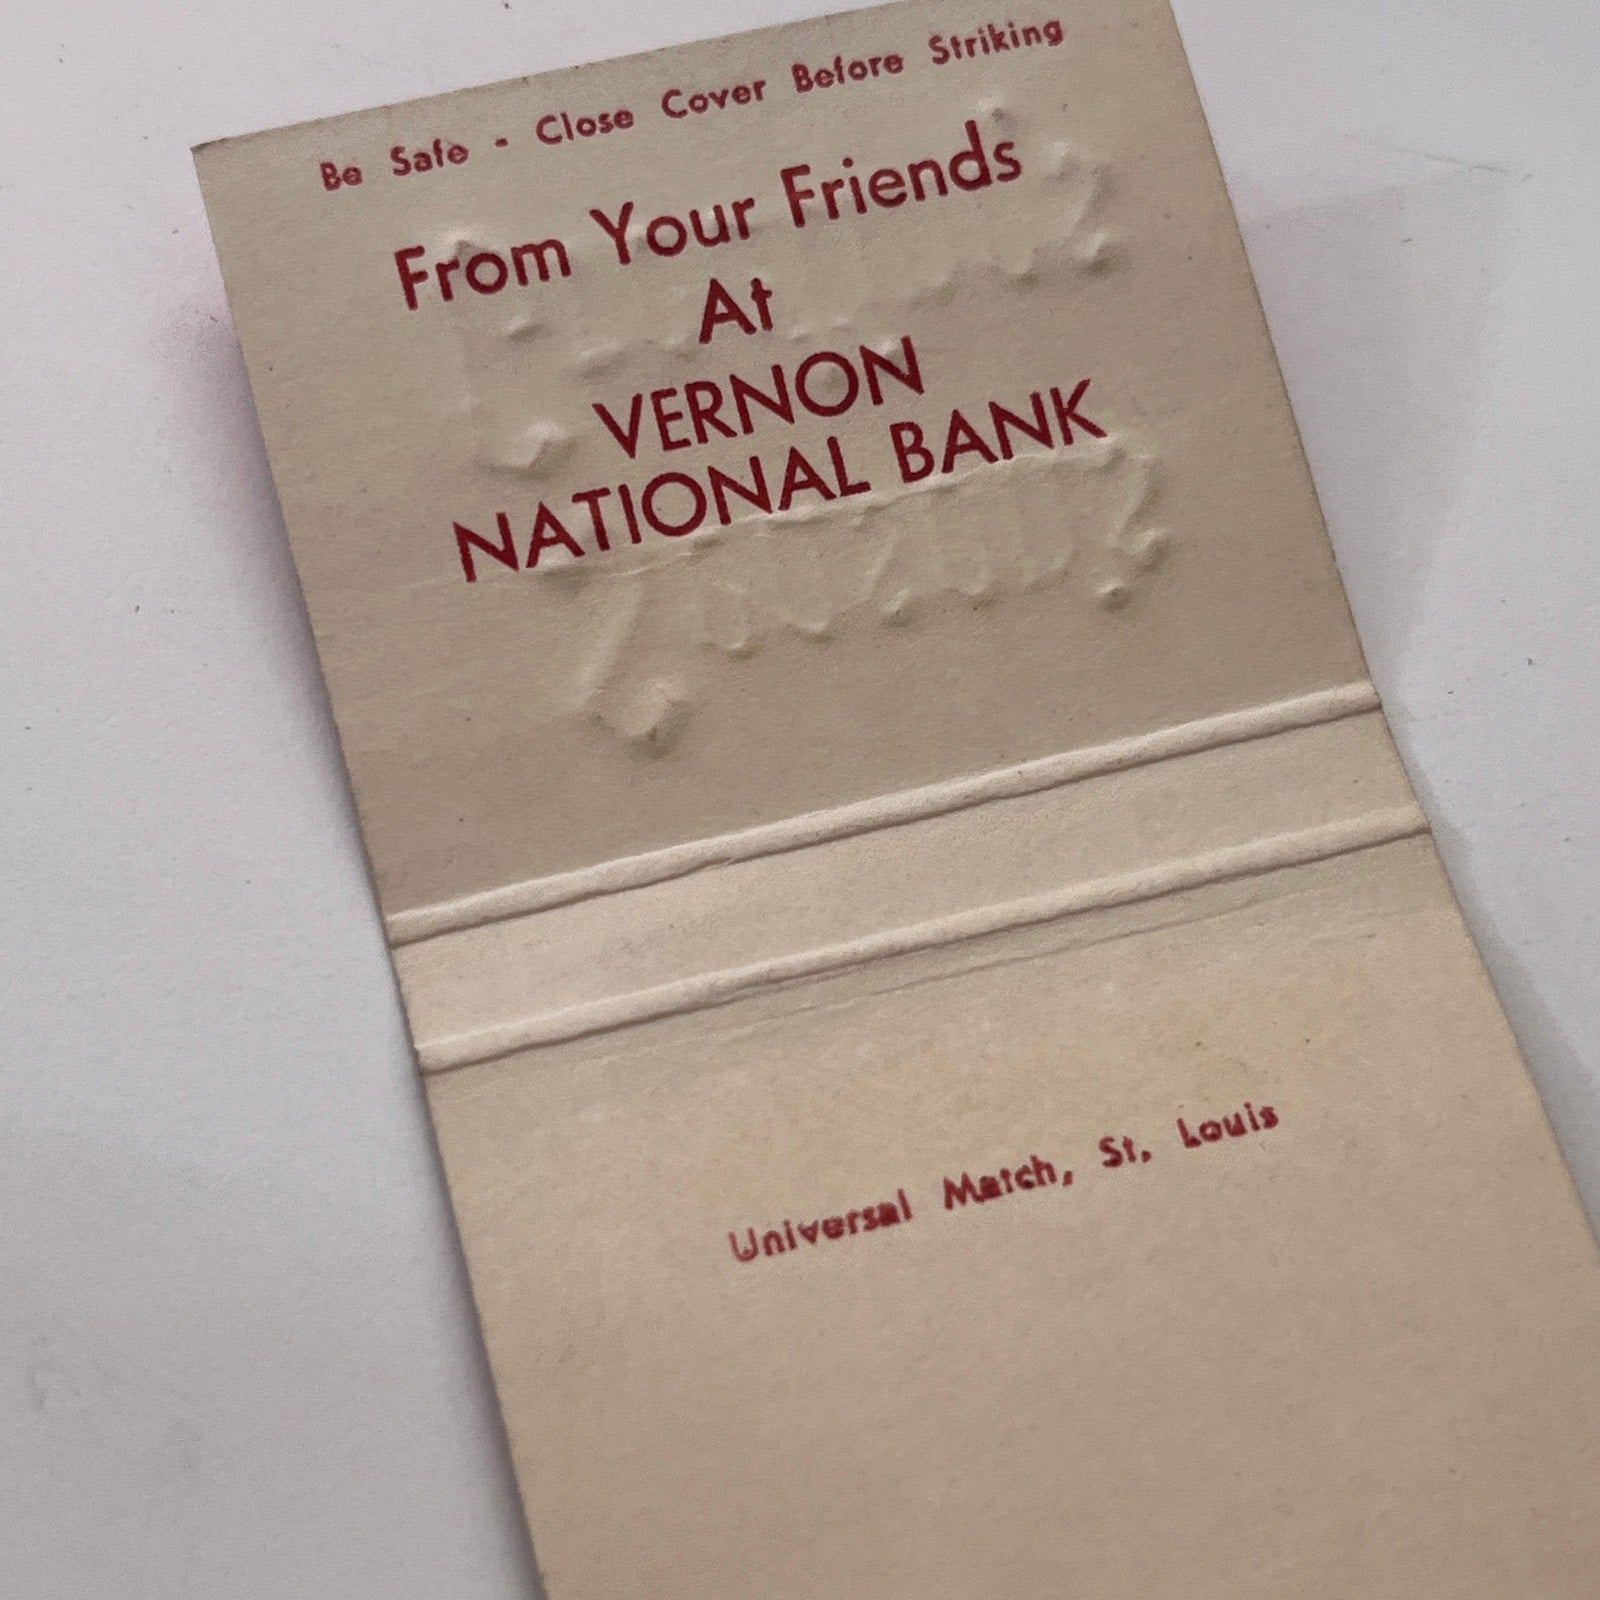 Be Safe - Close Cover Before Striking
From Your Friends
At
VERNON
NATIONAL BANK
Universal Match, St. Louis